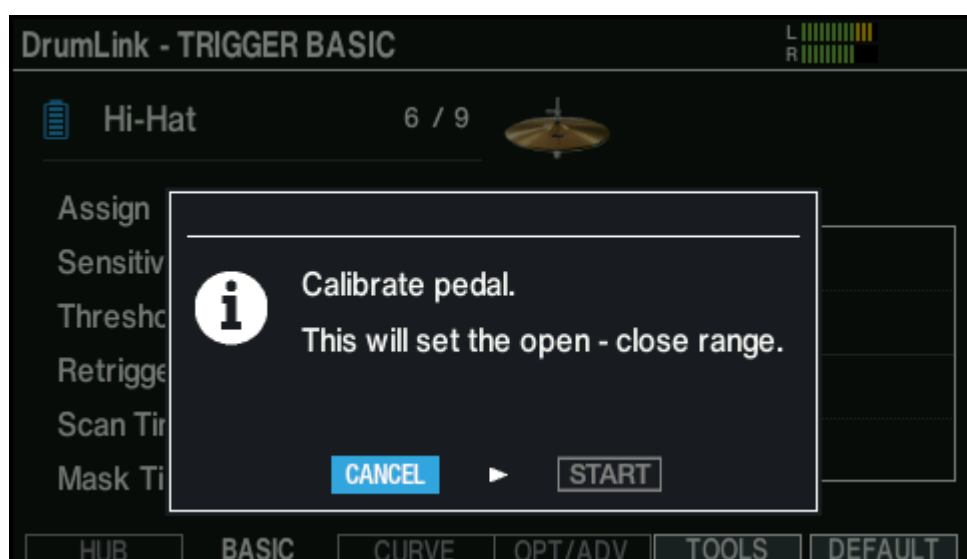 DrumLink - TRIGGER BASIC
L
R
Hi-Hat 6 / 9
Assign
Sensitiv
Thresho
Retrigge
Scan Tir
Mask Ti
Calibrate pedal.
This will set the open - close range.
CANCEL START
HUB BASIC CURVE OPT/ADV TOOLS DEFAULT